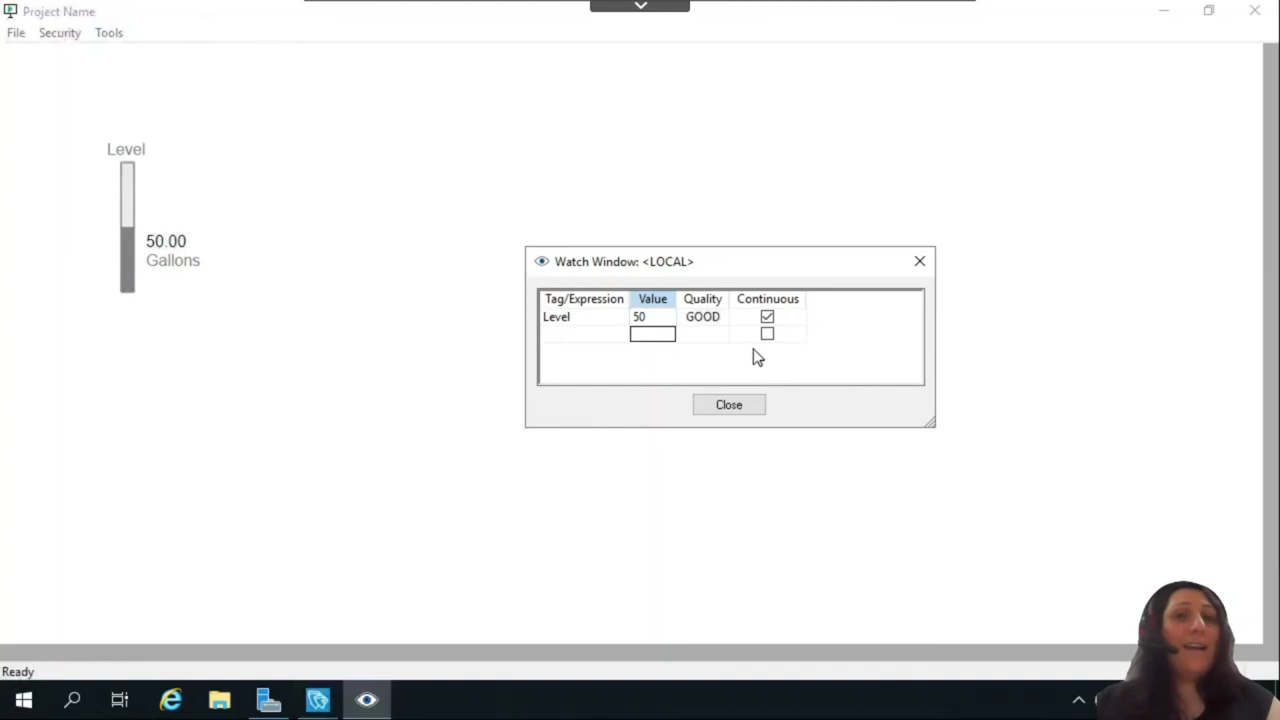 Project Name
File Security Tools
Level
50.00
Gallons
Watch Window: <LOCAL>
Tag/Expression Value Quality Continuous
Level 50 GOOD
Close
Ready